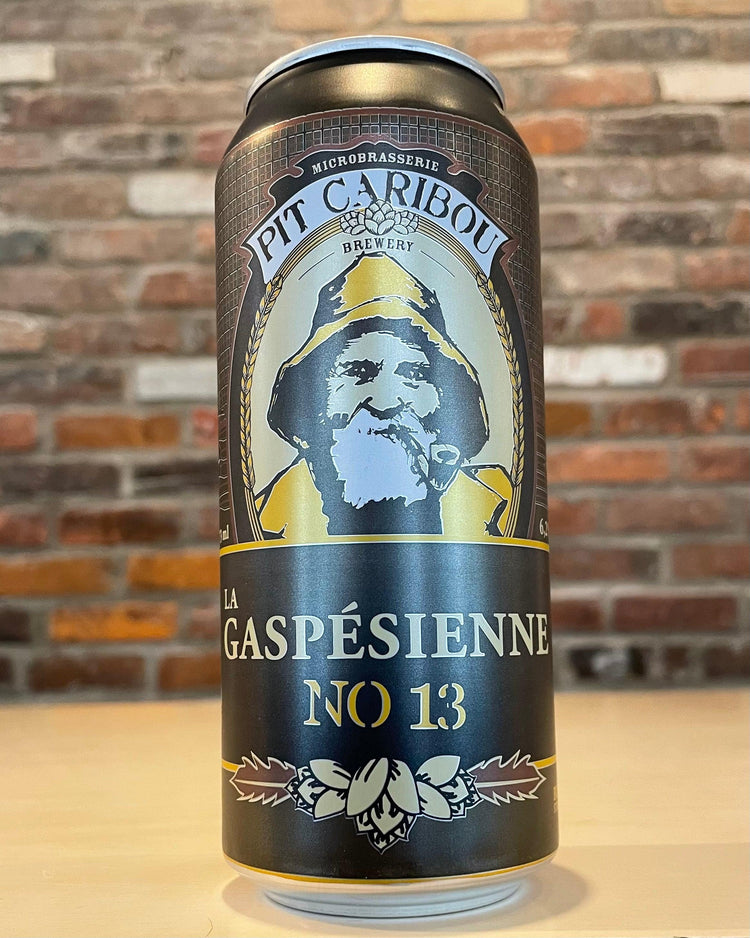 MICROBRASSERIE
PIT CARIBOU
BREWERY
LA
GASPÉSIENNE
NO 13